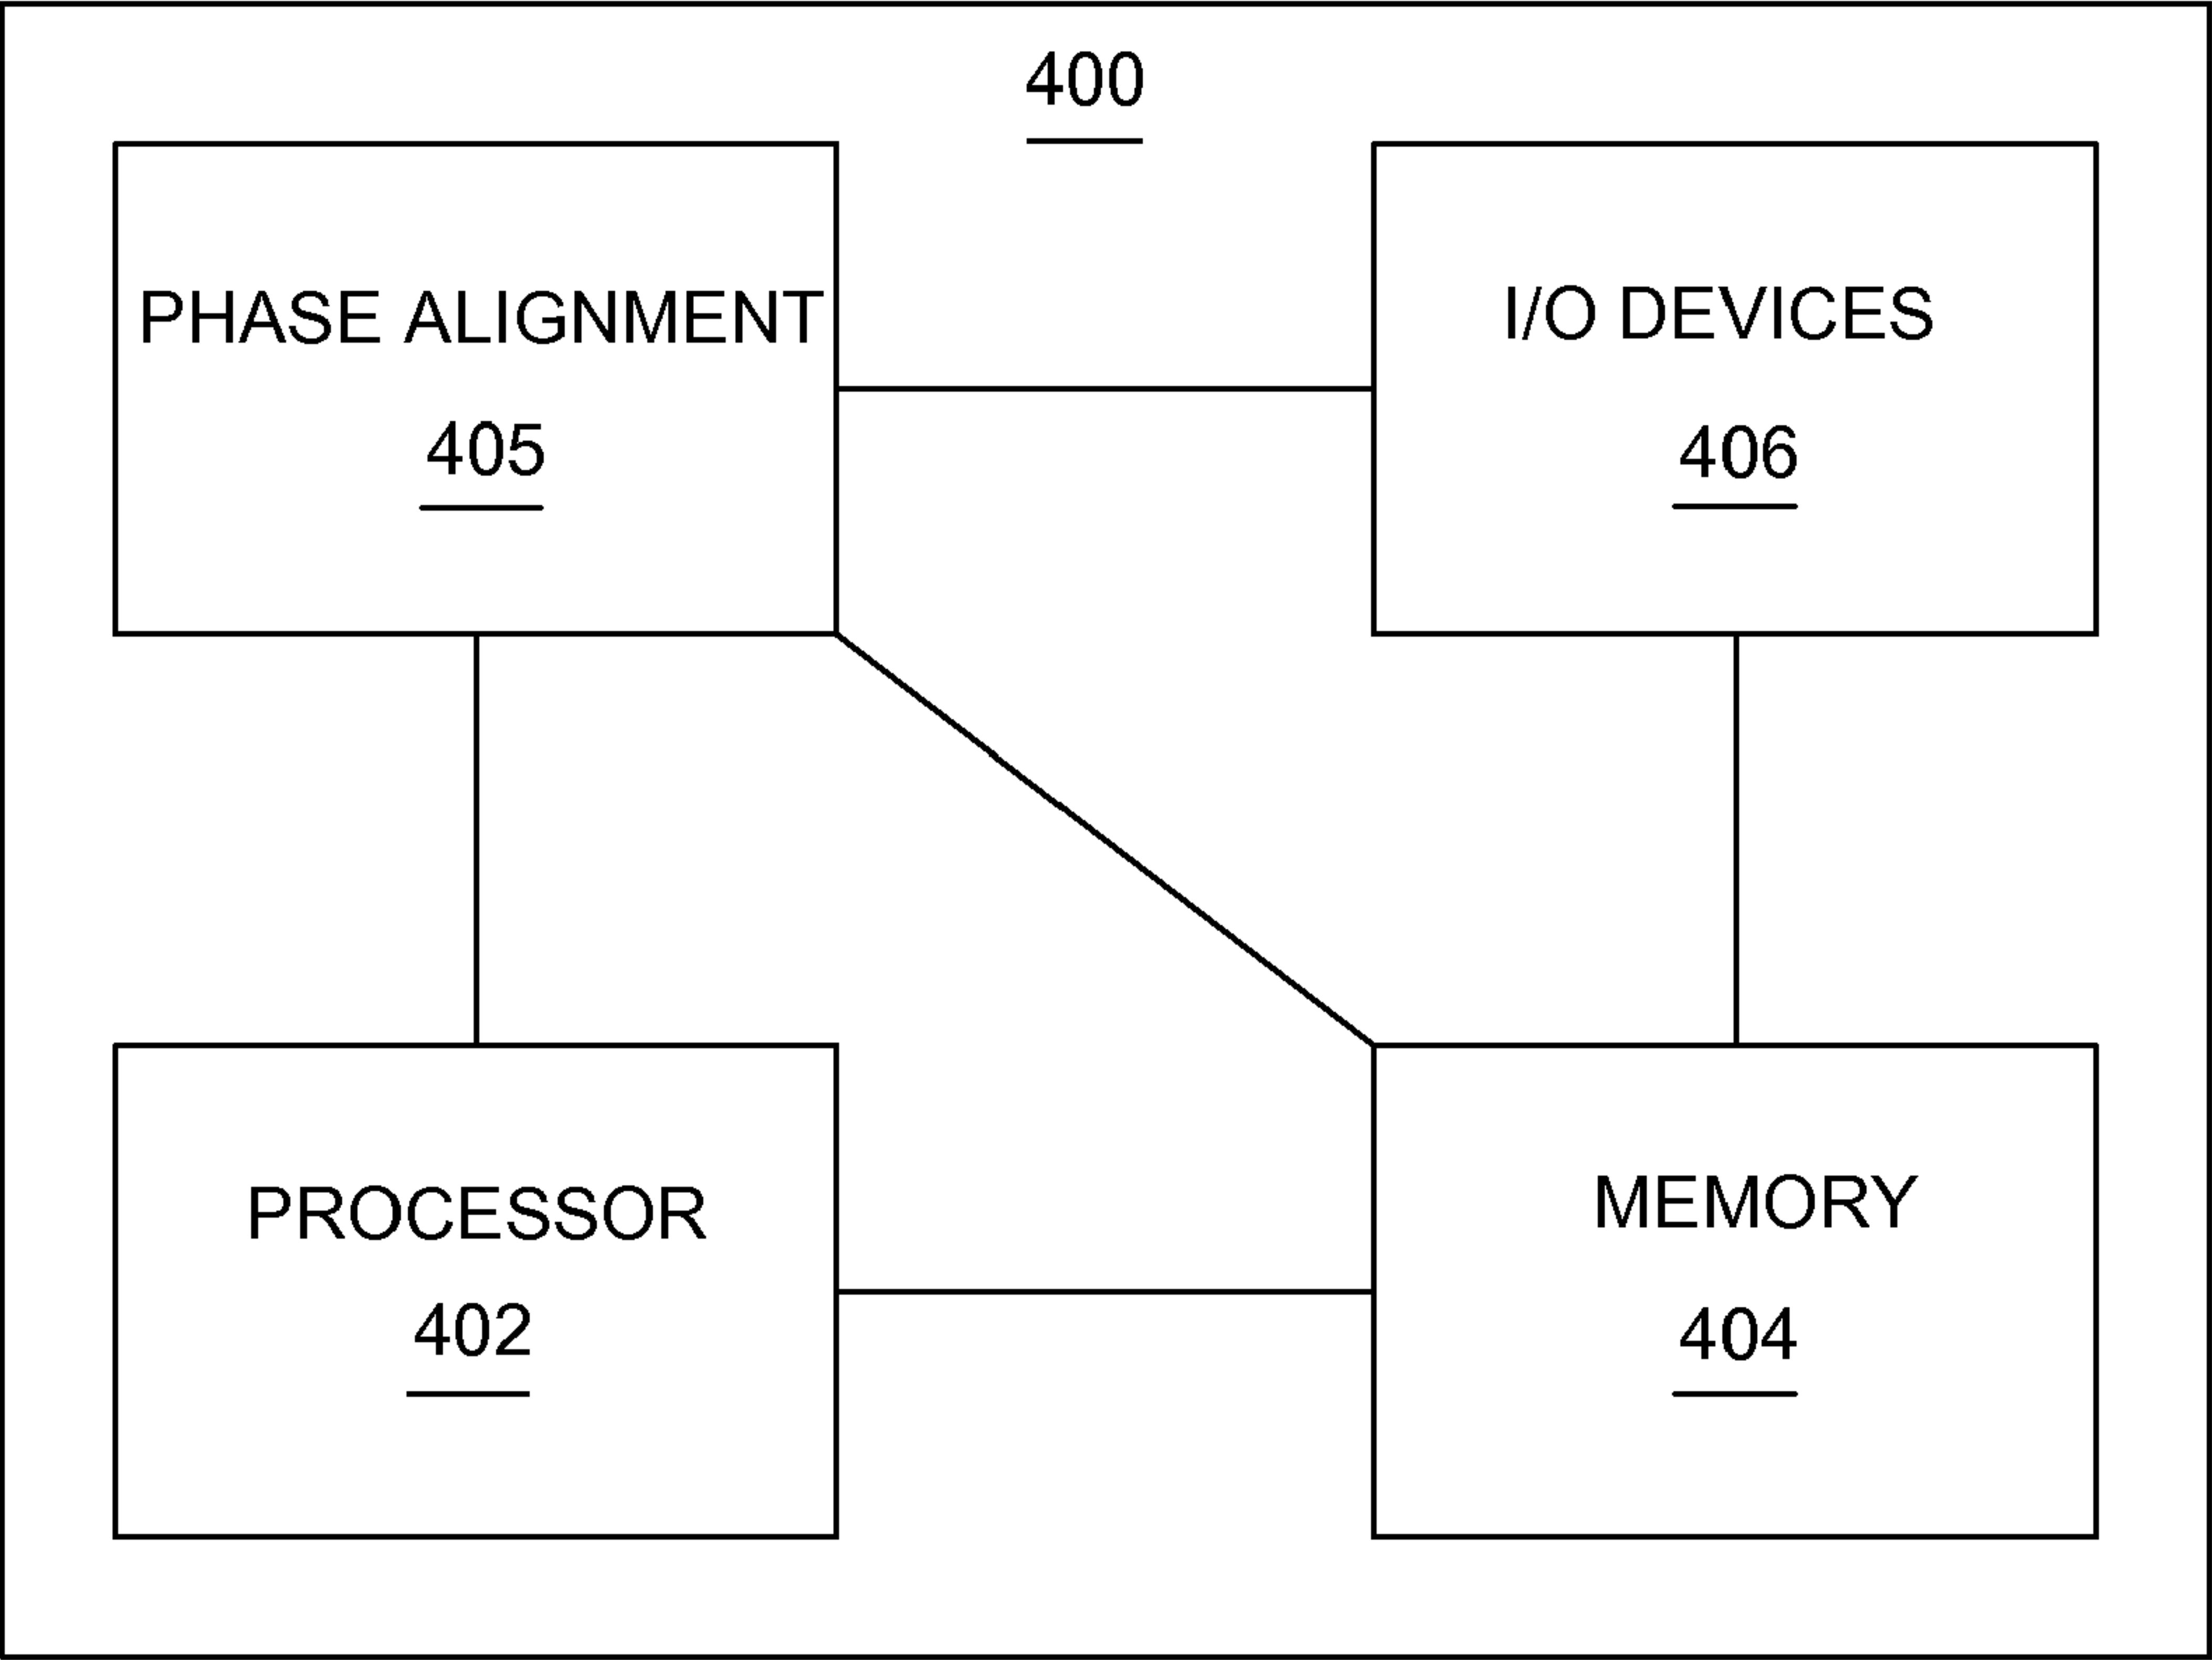 400
PHASE ALIGNMENT
405
I/O DEVICES
406
PROCESSOR
402
MEMORY
404